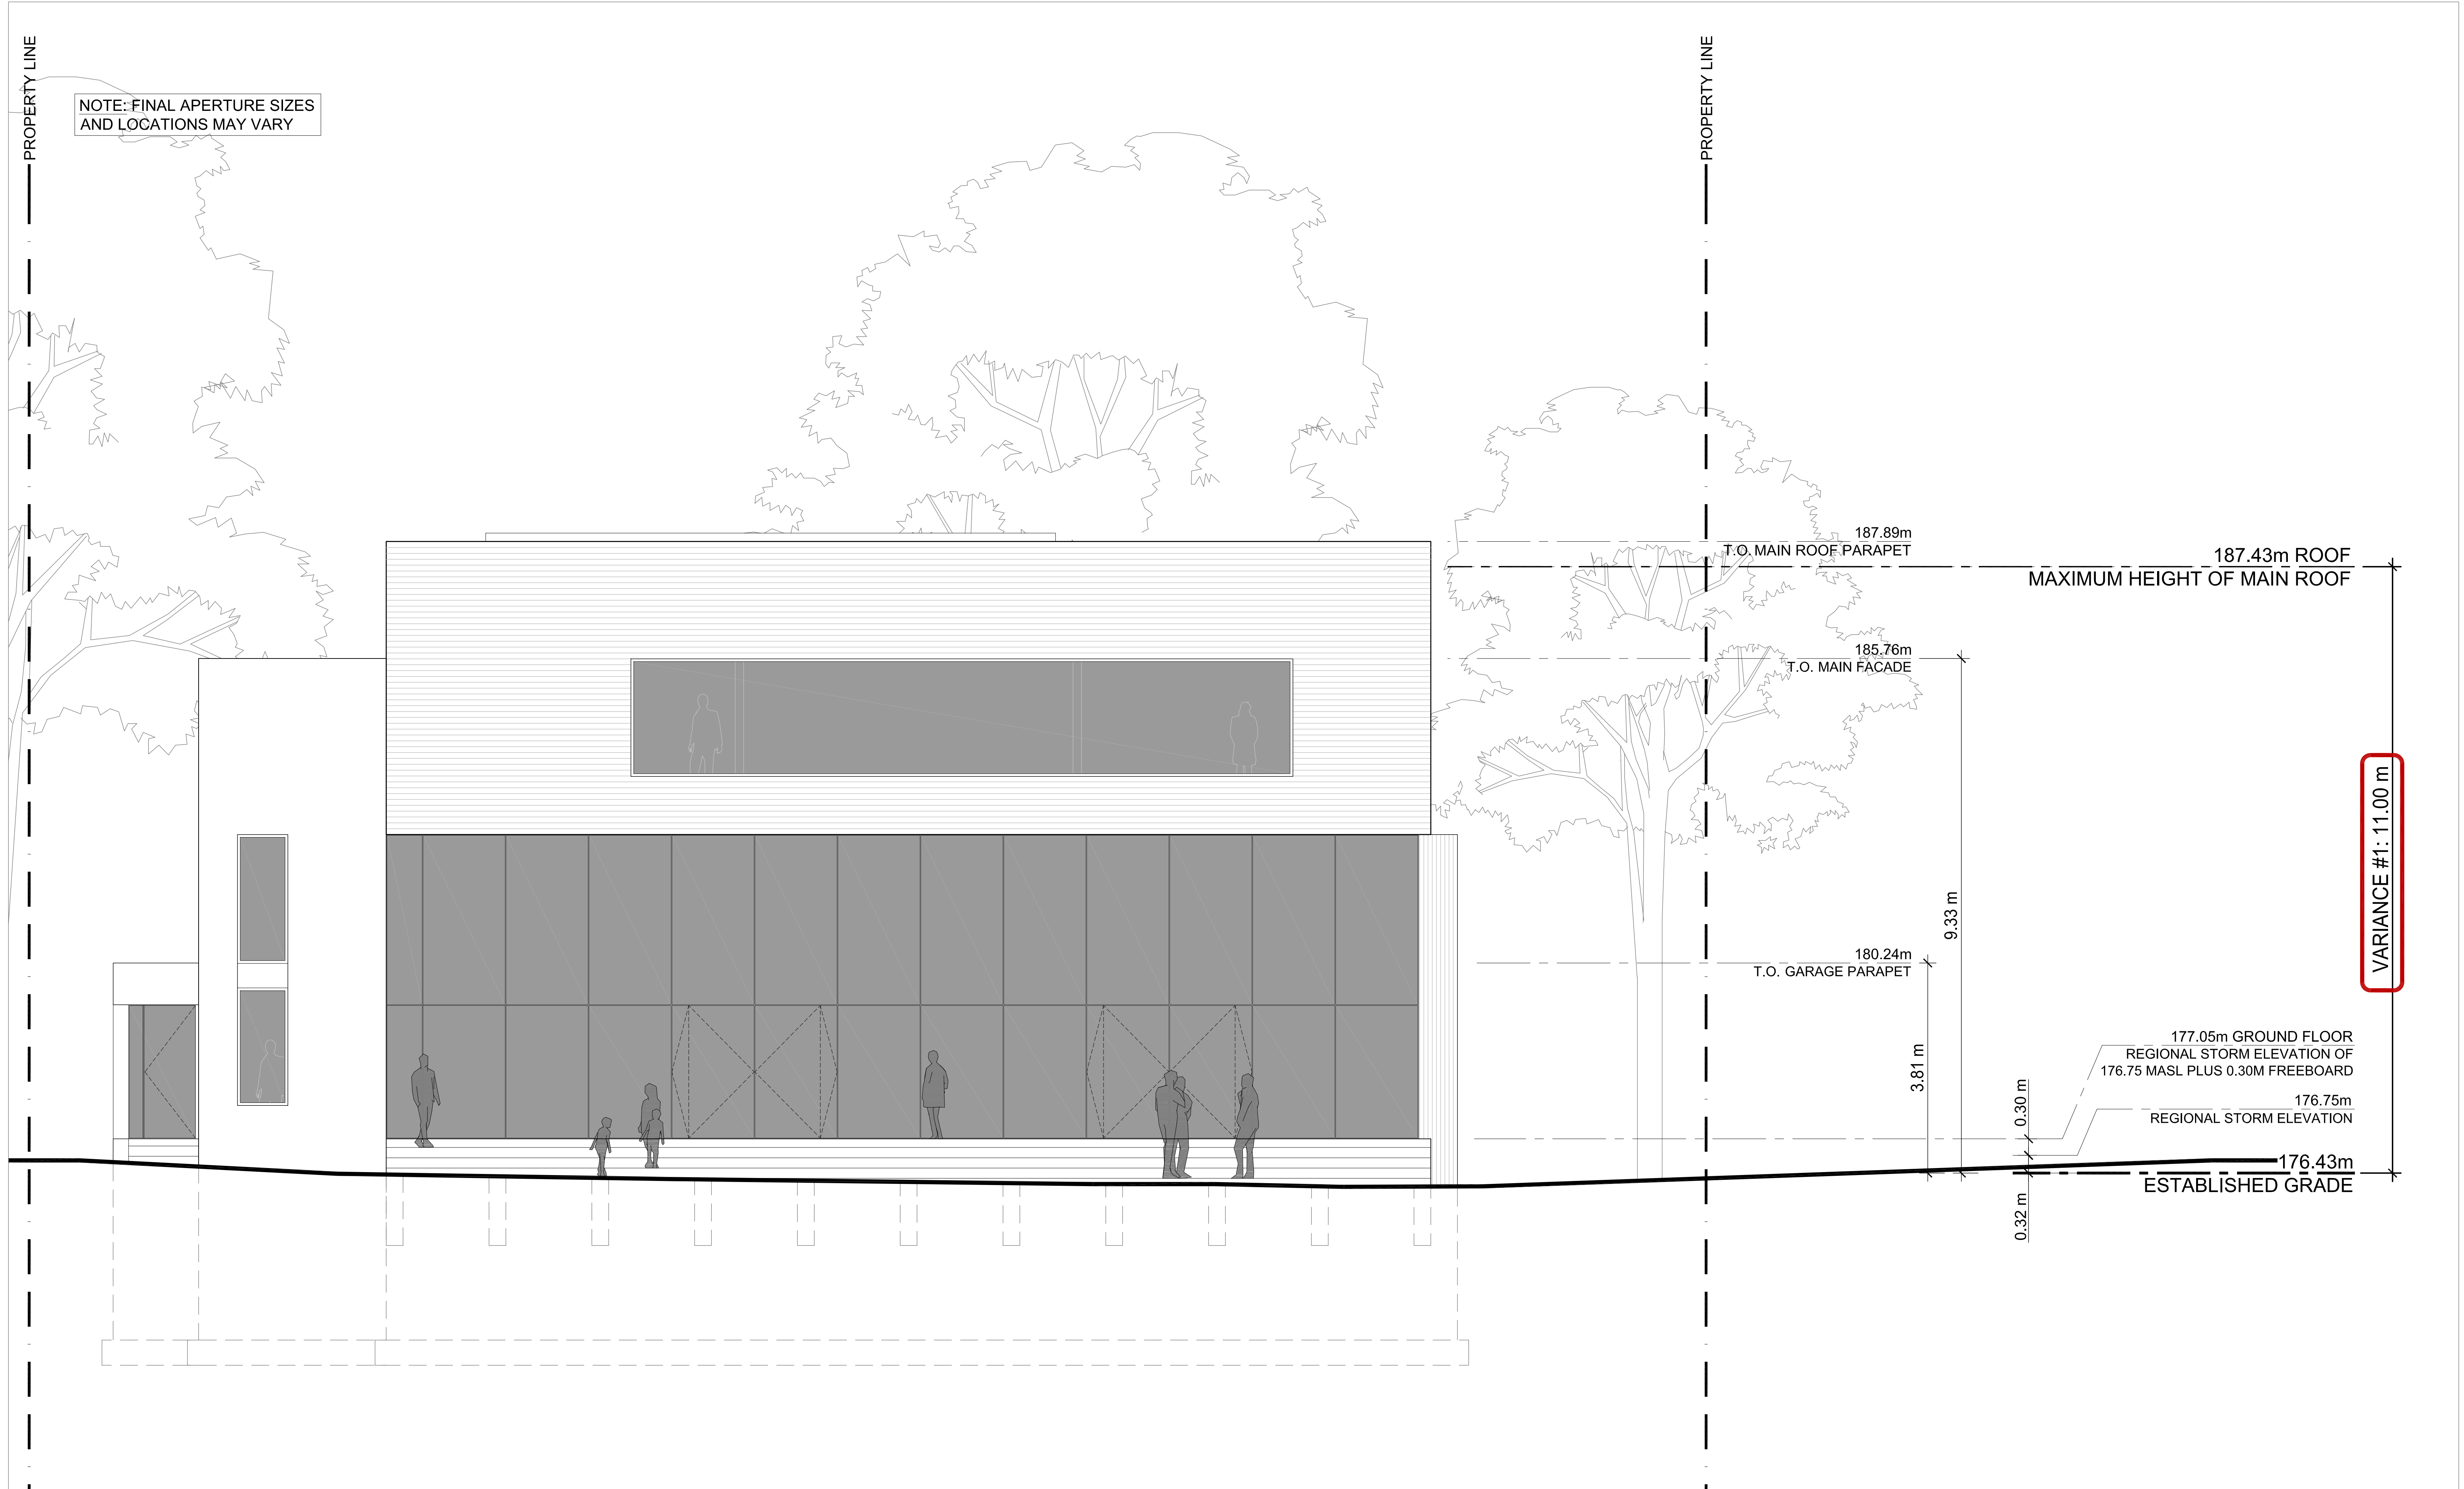 PROPERTY LINE
NOTE: FINAL APERTURE SIZES
AND LOCATIONS MAY VARY
PROPERTY LINE
187.89m
T.O. MAIN ROOF PARAPET
187.43m ROOF
MAXIMUM HEIGHT OF MAIN ROOF
185.76m
T.O. MAIN FACADE
VARIANCE #1: 11.00 m
9.33 m
180.24m
T.O. GARAGE PARAPET
3.81 m
177.05m GROUND FLOOR
REGIONAL STORM ELEVATION OF
176.75 MASL PLUS 0.30M FREEBOARD
0.30 m
176.75m
REGIONAL STORM ELEVATION
176.43m
ESTABLISHED GRADE
0.32 m